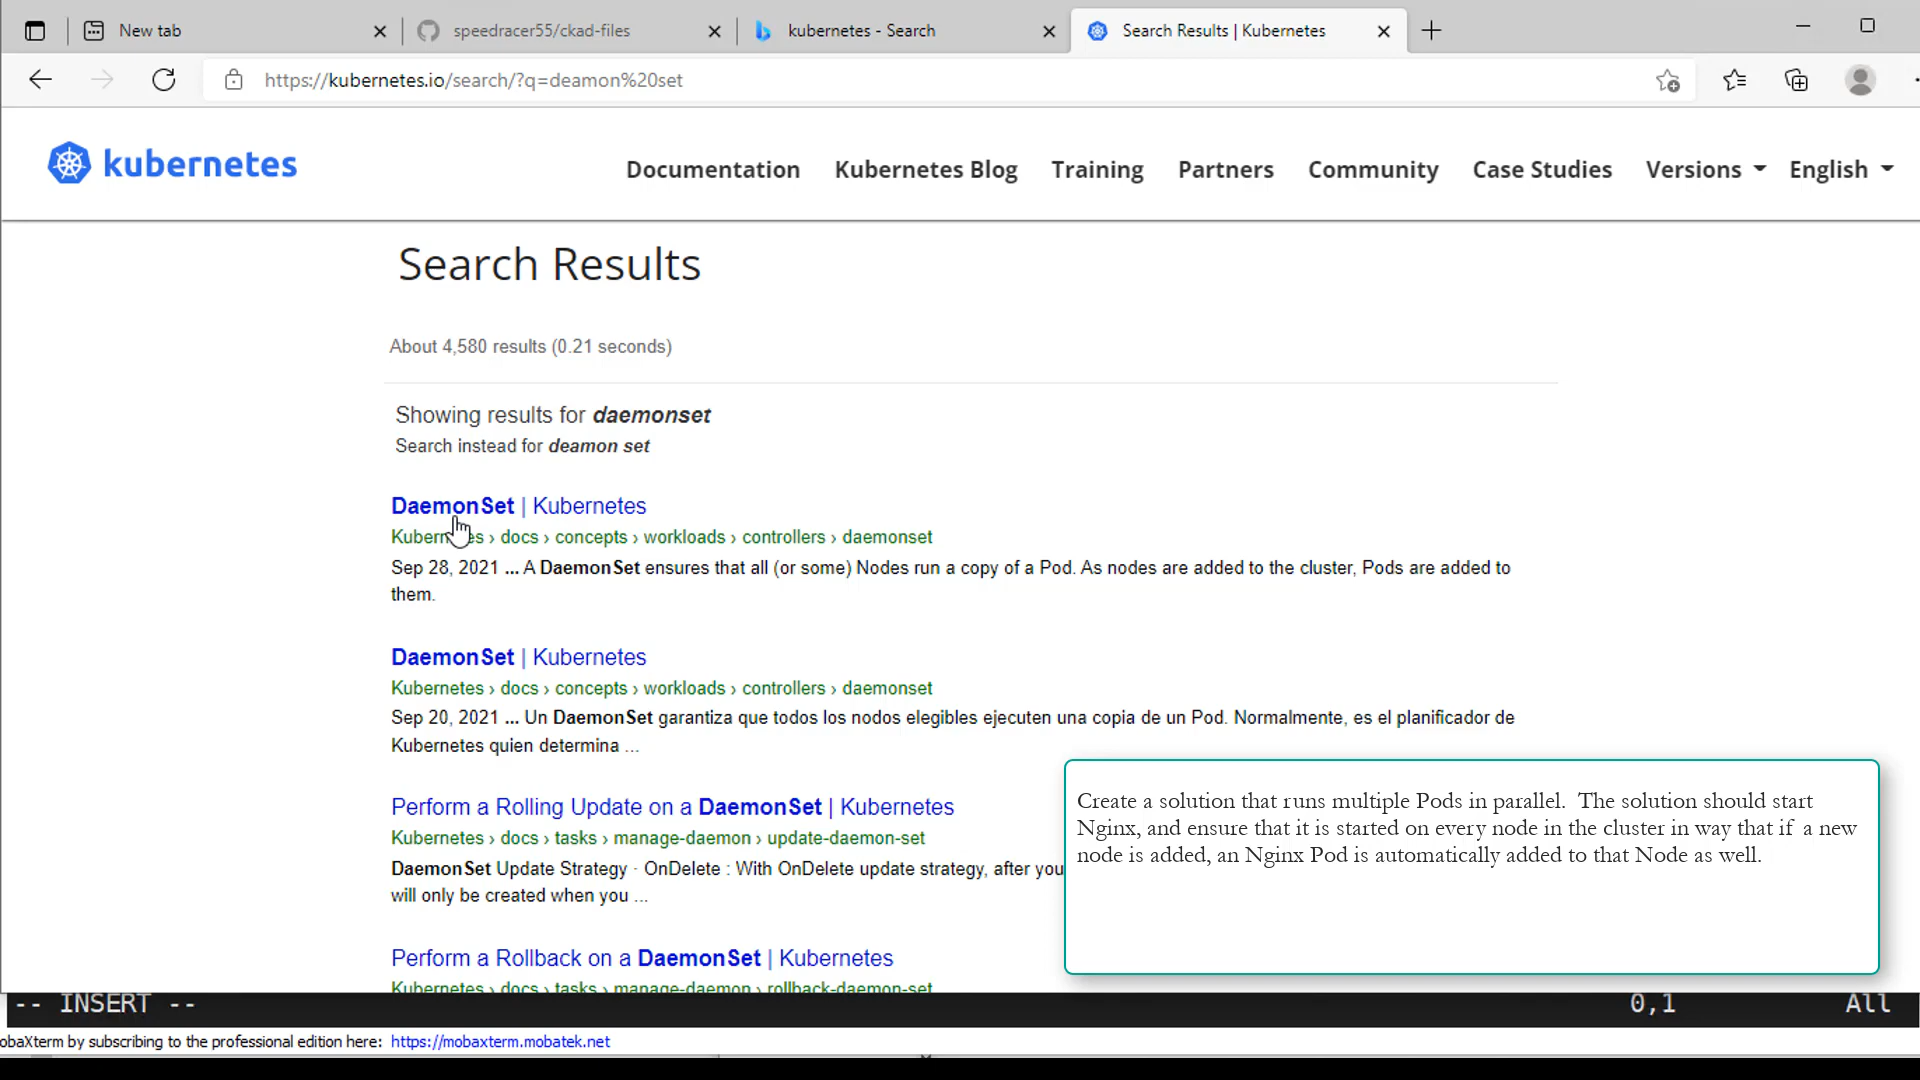 New tab
speedracer55/ckad-files
kubernetes - Search
Search Results | Kubernetes
https://kubernetes.io/search/?q=deamon%20set
kubernetes
Documentation
Kubernetes Blog
Training
Partners
Community
Case Studies
Versions
English
Search Results
About 4,580 results (0.21 seconds)
Showing results for daemonset
Search instead for deamon set
DaemonSet | Kubernetes
Kubernetes › docs › concepts › workloads › controllers › daemonset
Sep 28, 2021 ... A DaemonSet ensures that all (or some) Nodes run a copy of a Pod. As nodes are added to the cluster, Pods are added to
them.
DaemonSet | Kubernetes
Kubernetes › docs › concepts › workloads › controllers › daemonset
Sep 20, 2021 ... Un DaemonSet garantiza que todos los nodos elegibles ejecuten una copia de un Pod. Normalmente, es el planificador de
Kubernetes quien determina ...
Perform a Rolling Update on a DaemonSet | Kubernetes
Kubernetes › docs › tasks › manage-daemon › update-daemon-set
DaemonSet Update Strategy · OnDelete : With OnDelete update strategy, after you
will only be created when you ...
Perform a Rollback on a DaemonSet | Kubernetes
Kubernetes › docs › tasks › manage-daemon › rollback-daemon-set
Create a solution that runs multiple Pods in parallel. The solution should start
Nginx, and ensure that it is started on every node in the cluster in way that if a new
node is added, an Nginx Pod is automatically added to that Node as well.
-- INSERT --
0,1
All
obaXterm by subscribing to the professional edition here: https://mobaxterm.mobatek.net